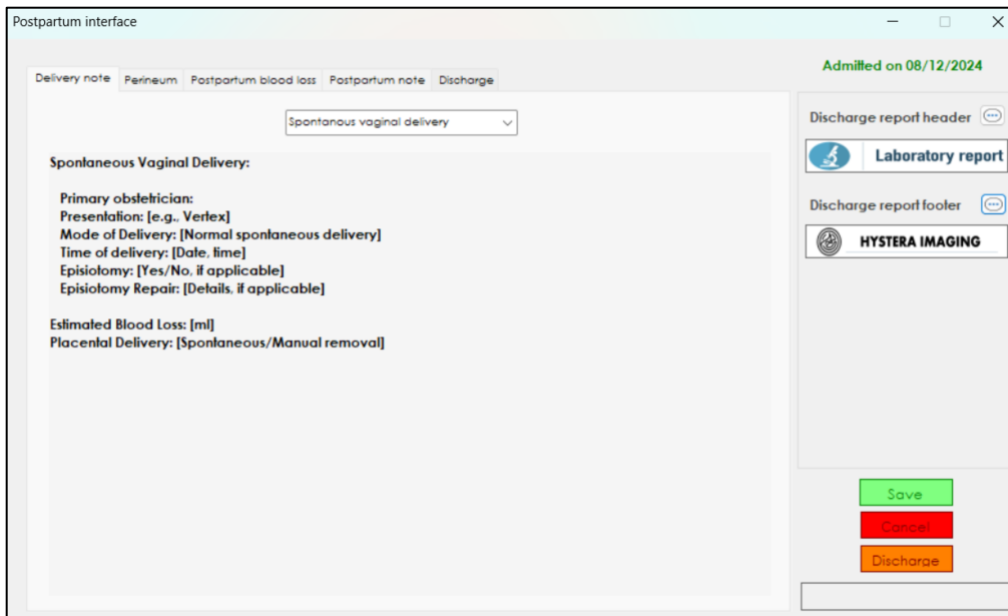 Postpartum interface
Admitted on 08/12/2024
Delivery note Perineum Postpartum blood loss Postpartum note Discharge
Spontanous vaginal delivery
Spontaneous Vaginal Delivery:
Primary obstetrician:
Presentation: [e.g., Vertex]
Mode of Delivery: [Normal spontaneous delivery]
Time of delivery: [Date, time]
Episiotomy: [Yes/No, if applicable]
Episiotomy Repair: [Details, if applicable]
Estimated Blood Loss: [ml]
Placental Delivery: [Spontaneous/Manual removal]
Discharge report header
Laboratory report
Discharge report footer
HYSTERA IMAGING
Save
Cancel
Discharge